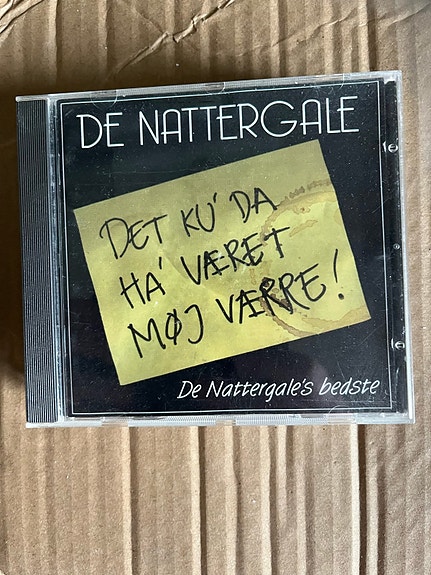 DE NATTERGALE
DET KU' DA
HA' VÆRET
MØJ VÆRRE!
De Nattergale's bedste